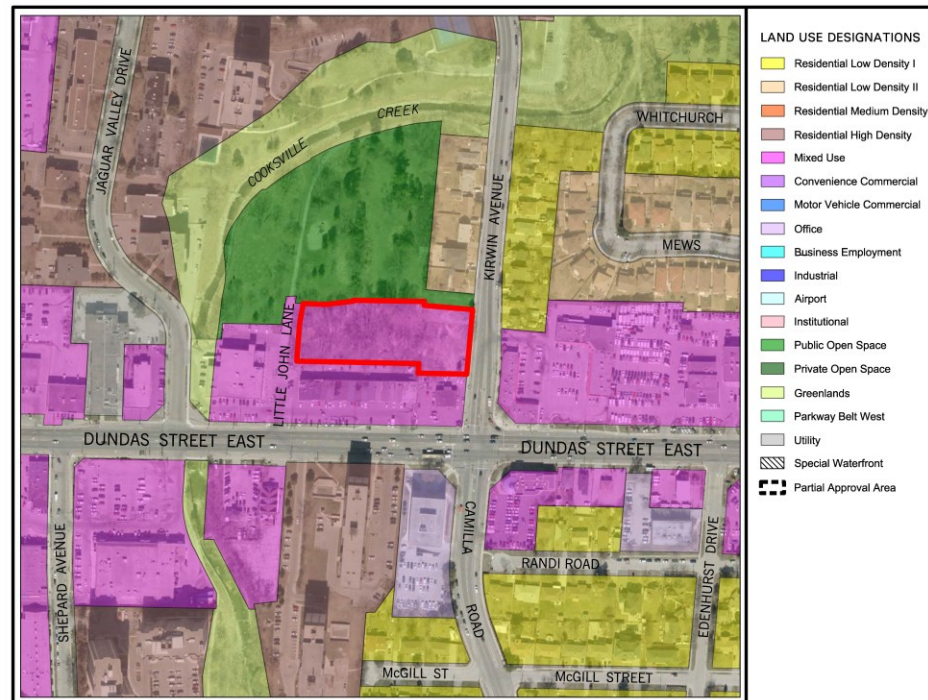 JAGUAR VALLEY DRIVE
COOKSVILLE CREEK
KIRWIN AVENUE
WHITCHURCH
MEWS
LITTLE JOHN LANE
DUNDAS STREET EAST
DUNDAS STREET EAST
SHEPARD AVENUE
CAMILLA ROAD
RANDI ROAD
EDENHURST DRIVE
McGILL ST
McGILL STREET
LAND USE DESIGNATIONS
Residential Low Density I
Residential Low Density II
Residential Medium Density
Residential High Density
Mixed Use
Convenience Commercial
Motor Vehicle Commercial
Office
Business Employment
Industrial
Airport
Institutional
Public Open Space
Private Open Space
Greenlands
Parkway Belt West
Utility
Special Waterfront
Partial Approval Area